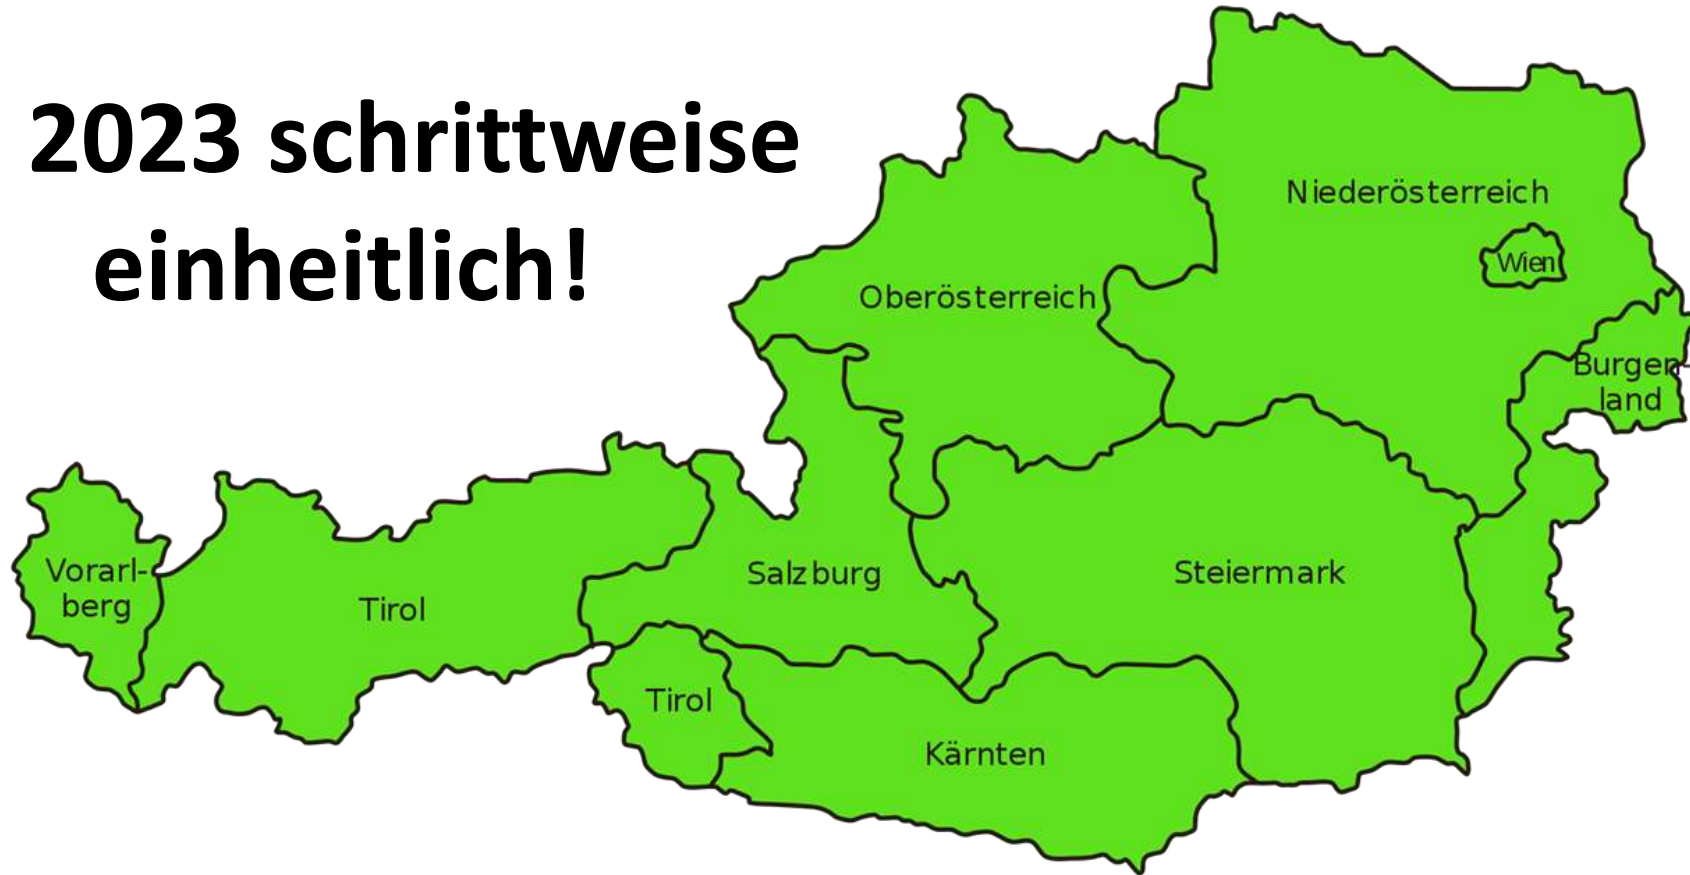 2023 schrittweise
einheitlich!
Niederösterreich
Wien
Oberösterreich
Burgen-
land
Vorarl-
berg
Tirol
Salzburg
Steiermark
Tirol
Kärnten